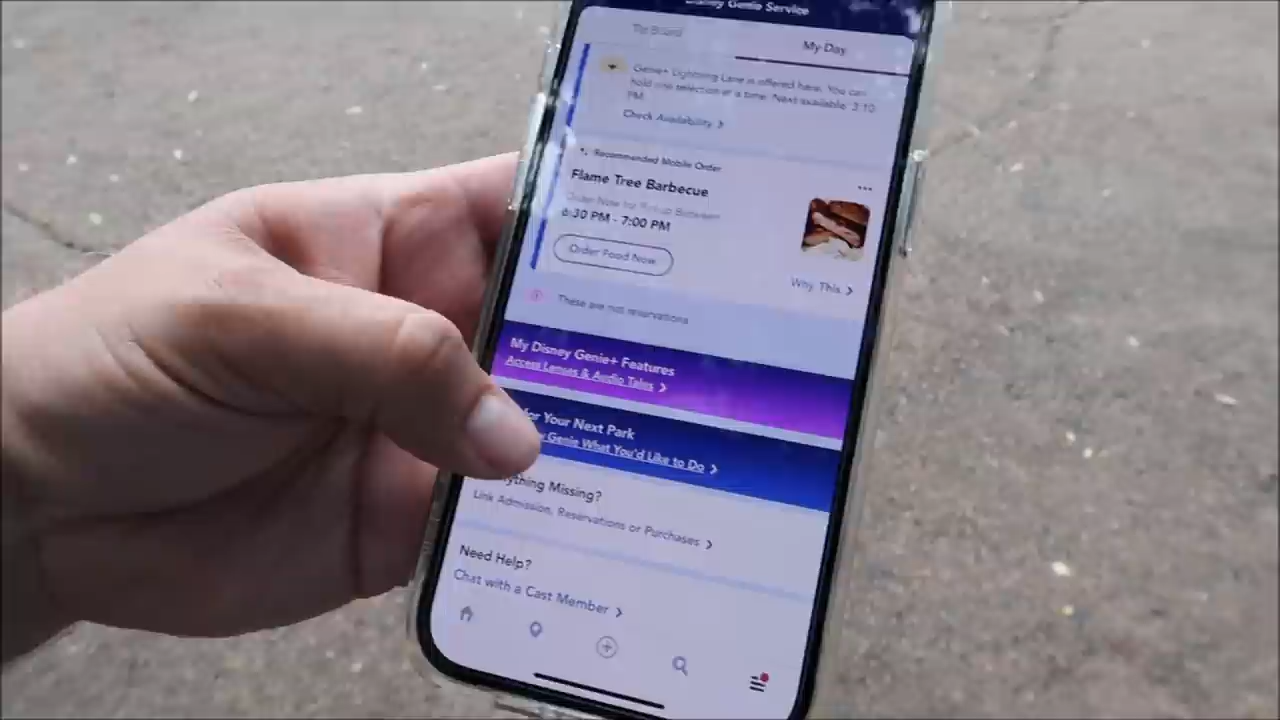 Disney Genie Service
Tip Board
My Day
Genie+ Lightning Lane is offered here. You can
hold one selection at a time. Next available: 3:10
PM.
Check Availability >
Recommended Mobile Order
Flame Tree Barbecue
Order Now for Pickup Between
6:30 PM - 7:00 PM
Order Food Now
Why This >
These are not reservations
My Disney Genie+ Features
Access Lenses & Audio Tales >
for Your Next Park
Genie What You'd Like to Do >
Anything Missing?
Link Admission, Reservations or Purchases >
Need Help?
Chat with a Cast Member >